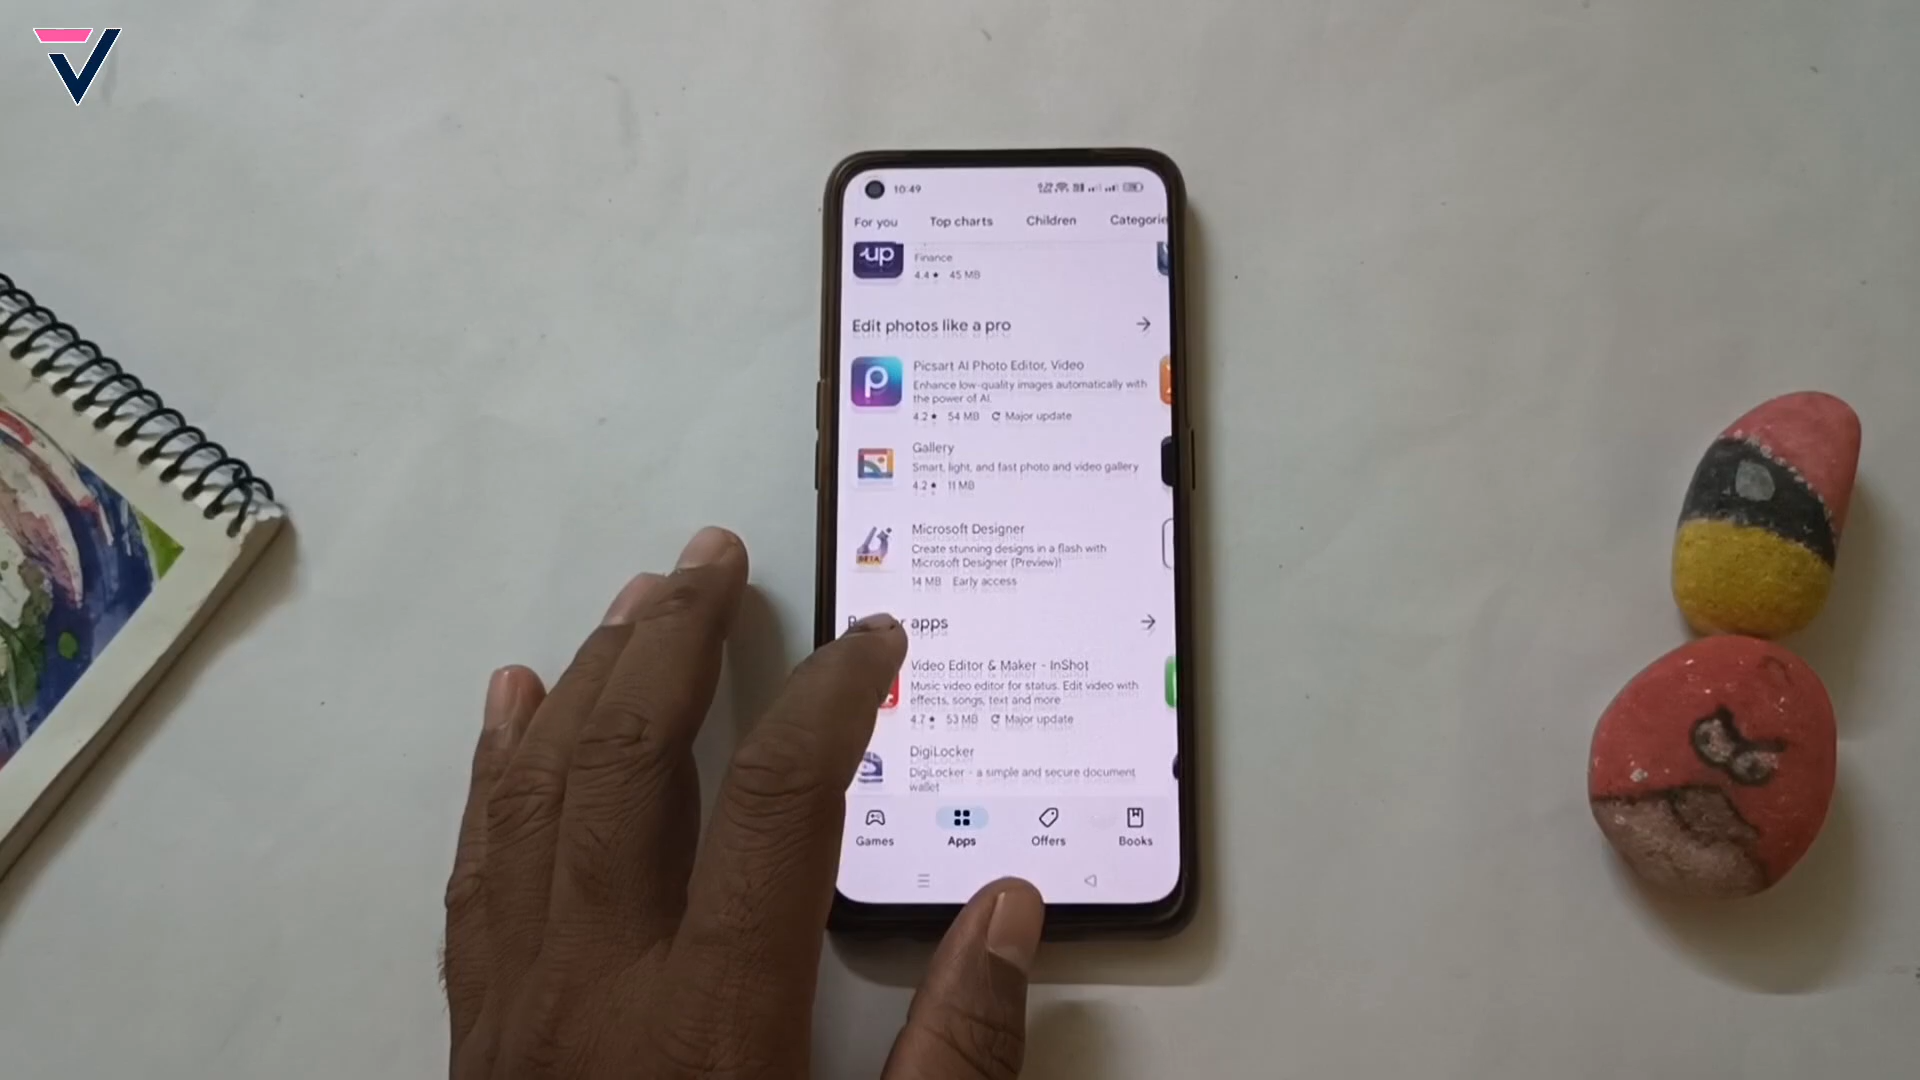 10:49
For you Top charts Children Categorie
up
Finance
4.4★ 45 MB
Edit photos like a pro
Picsart AI Photo Editor, Video
Enhance low-quality images automatically with
the power of AI.
4.2★ 54 MB Major update
Gallery
Smart, light, and fast photo and video gallery
4.2★ 11 MB
Microsoft Designer
BETA
Create stunning designs in a flash with
Microsoft Designer (Preview)!
14 MB Early access
apps
Video Editor & Maker - InShot
Music video editor for status. Edit video with
effects, songs, text and more
4.7★ 53 MB Major update
DigiLocker
DigiLocker - a simple and secure document
wallet
Games Apps Offers Books